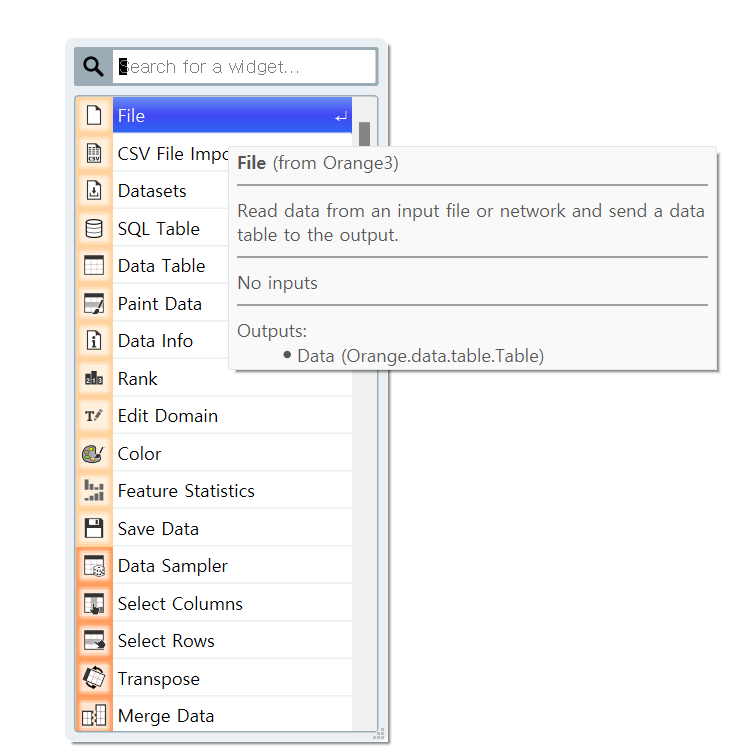 Search for a widget...
File
CSV File Impo
File (from Orange3)
Datasets
Read data from an input file or network and send a data
table to the output.
SQL Table
Data Table
No inputs
Paint Data
Outputs:
Data Info
• Data (Orange.data.table.Table)
Rank
Edit Domain
Color
Feature Statistics
Save Data
Data Sampler
Select Columns
Select Rows
Transpose
Merge Data